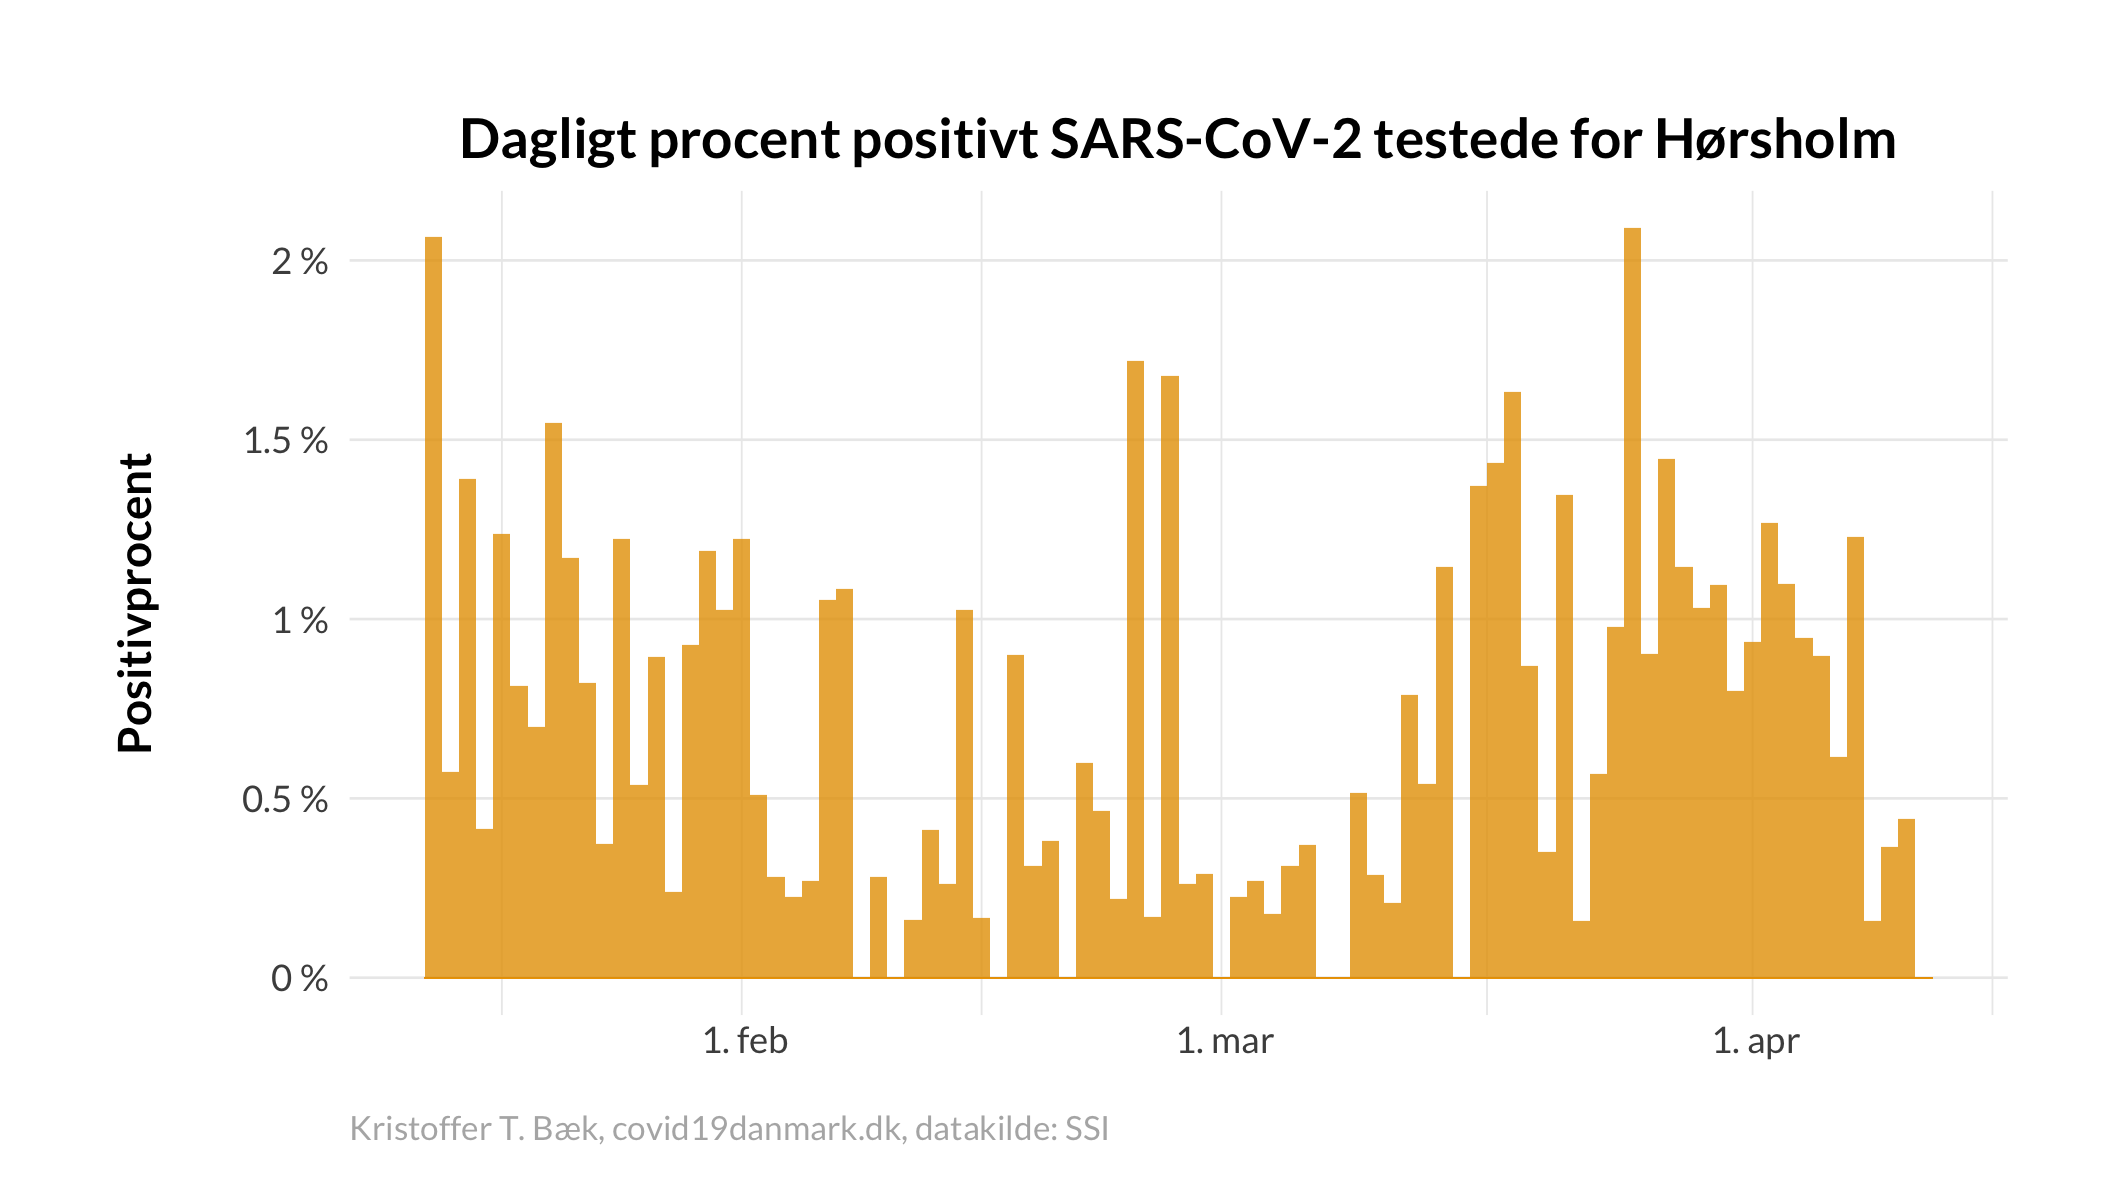 Dagligt procent positivt SARS-CoV-2 testede for Hørsholm
Positivprocent
2 %
1.5 %
1 %
0.5 %
0 %
1. feb
1. mar
1. apr
Kristoffer T. Bæk, covid19danmark.dk, datakilde: SSI